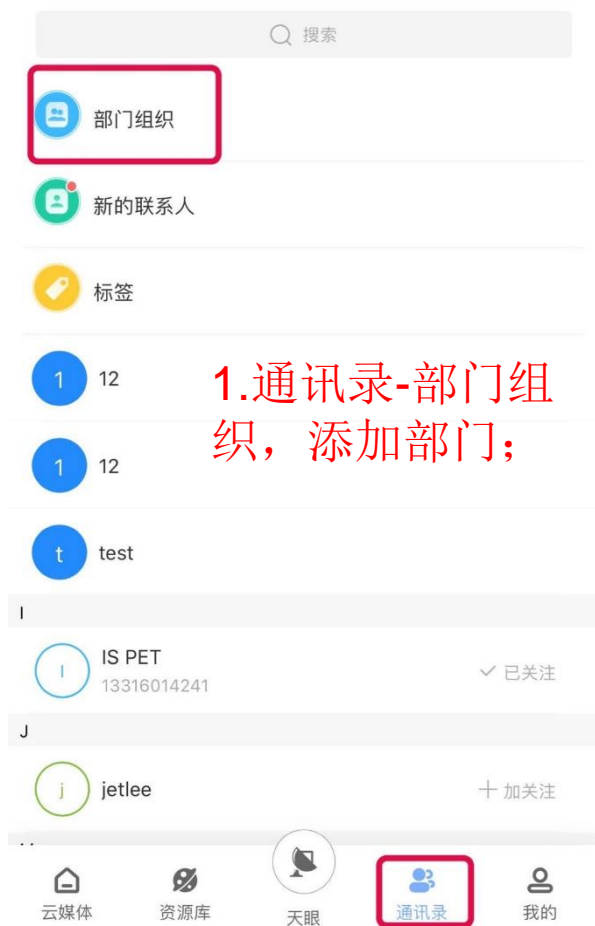 搜索
部门组织
新的联系人
标签
1 12
1.通讯录-部门组
织，添加部门；
1 12
t test
I
I IS PET
13316014241
已关注
J
j jetlee
加关注
云媒体 资源库 天眼 通讯录 我的